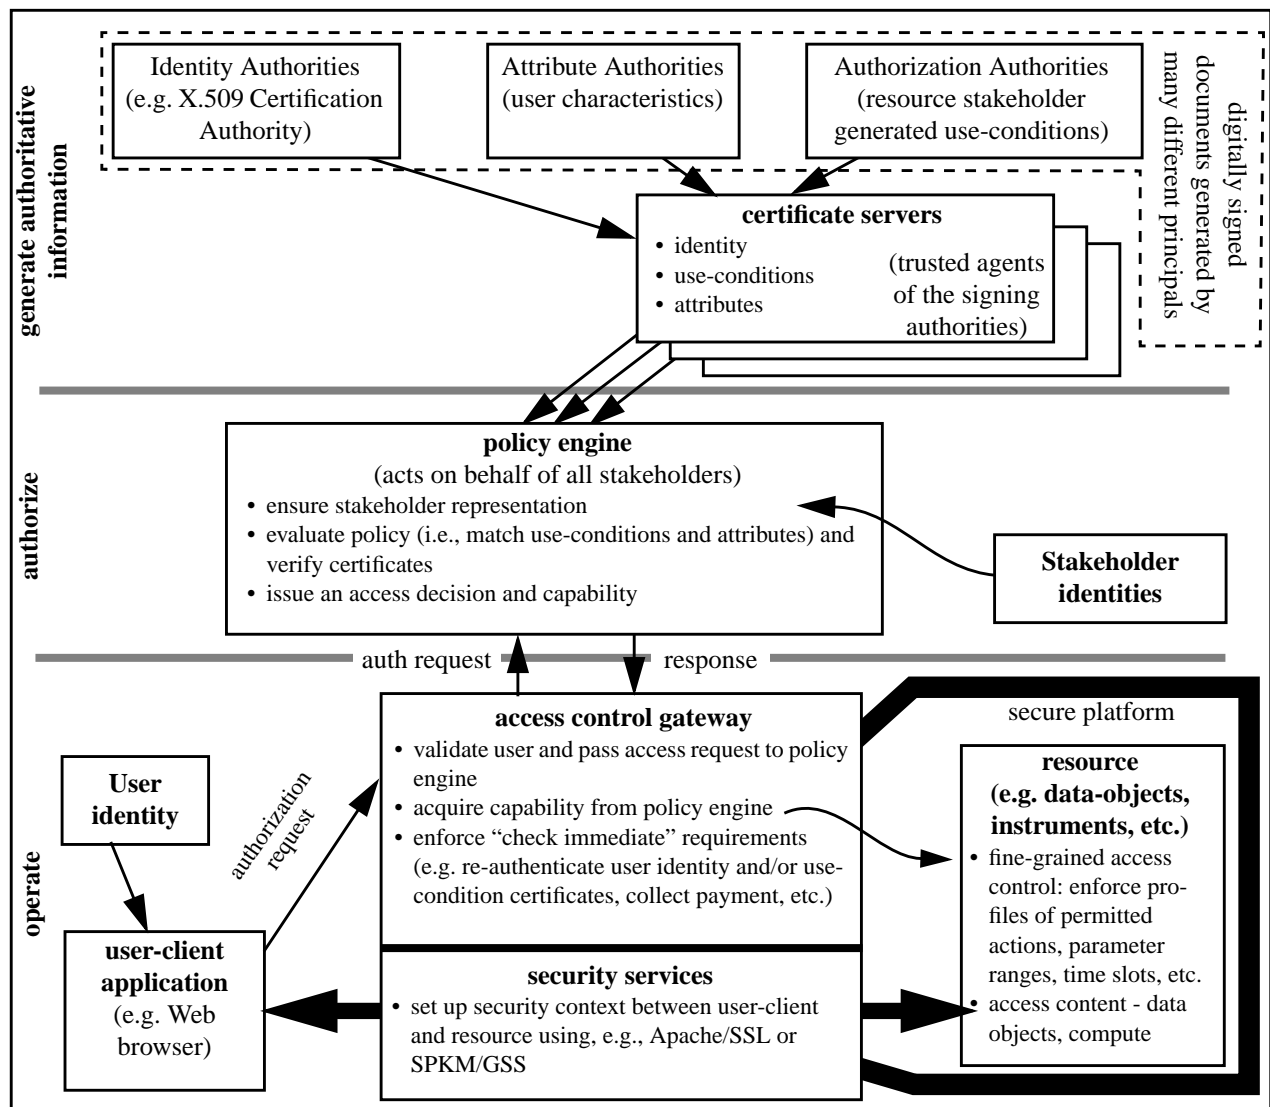 Identity Authorities
(e.g. X.509 Certification
Authority)
Attribute Authorities
(user characteristics)
Authorization Authorities
(resource stakeholder
generated use-conditions)
digitally signed
documents generated by
many different principals
generate authoritative
information
certificate servers
• identity
• use-conditions
• attributes
(trusted agents
of the signing
authorities)
authorize
policy engine
(acts on behalf of all stakeholders)
• ensure stakeholder representation
• evaluate policy (i.e., match use-conditions and attributes) and
verify certificates
• issue an access decision and capability
Stakeholder
identities
auth request
response
operate
access control gateway
• validate user and pass access request to policy
engine
• acquire capability from policy engine
• enforce “check immediate” requirements
(e.g. re-authenticate user identity and/or use-
condition certificates, collect payment, etc.)
secure platform
User
identity
authorization
request
resource
(e.g. data-objects,
instruments, etc.)
• fine-grained access
control: enforce pro-
files of permitted
actions, parameter
ranges, time slots, etc.
• access content - data
objects, compute
user-client
application
(e.g. Web
browser)
security services
• set up security context between user-client
and resource using, e.g., Apache/SSL or
SPKM/GSS